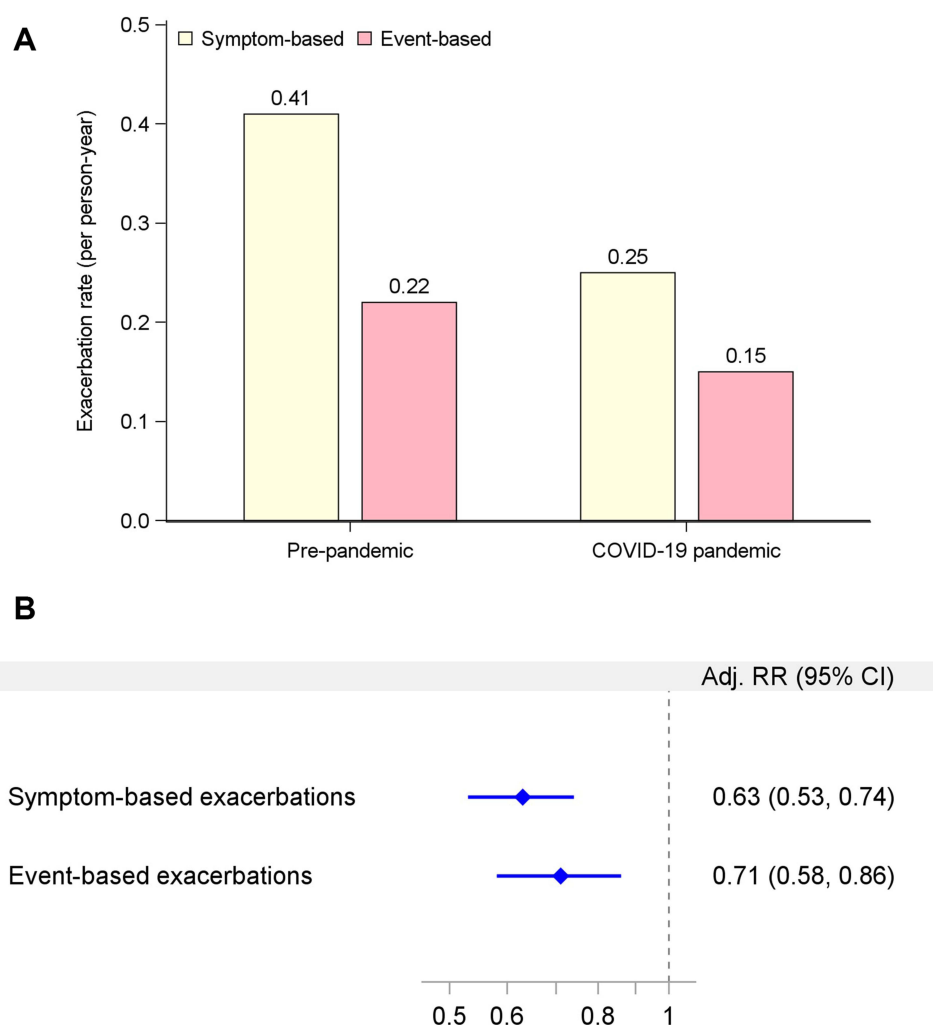 A
Symptom-based Event-based
Exacerbation rate (per person-year)
0.5
0.4
0.3
0.2
0.1
0.0
0.41
0.22
0.25
0.15
Pre-pandemic COVID-19 pandemic
B
Adj. RR (95% CI)
Symptom-based exacerbations 0.63 (0.53, 0.74)
Event-based exacerbations 0.71 (0.58, 0.86)
0.5 0.6 0.8 1